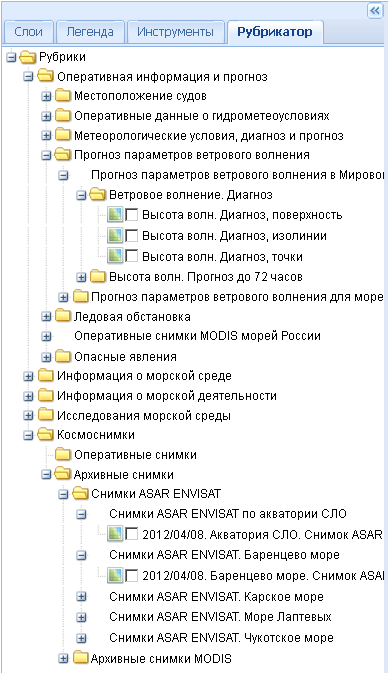 Слои Легенда Инструменты Рубрикатор
Рубрики
Оперативная информация и прогноз
Местоположение судов
Оперативные данные о гидрометеоусловиях
Метеорологические условия, диагноз и прогноз
Прогноз параметров ветрового волнения
Прогноз параметров ветрового волнения в Мирово
Ветровое волнение. Диагноз
Высота волн. Диагноз, поверхность
Высота волн. Диагноз, изолинии
Высота волн. Диагноз, точки
Высота волн. Прогноз до 72 часов
Прогноз параметров ветрового волнения для море
Ледовая обстановка
Оперативные снимки MODIS морей России
Опасные явления
Информация о морской среде
Информация о морской деятельности
Исследования морской среды
Космоснимки
Оперативные снимки
Архивные снимки
Снимки ASAR ENVISAT
Снимки ASAR ENVISAT по акватории СЛО
2012/04/08. Акватория СЛО. Снимок ASAR
Снимки ASAR ENVISAT. Баренцево море
2012/04/08. Баренцево море. Снимок ASA
Снимки ASAR ENVISAT. Карское море
Снимки ASAR ENVISAT. Море Лаптевых
Снимки ASAR ENVISAT. Чукотское море
Архивные снимки MODIS